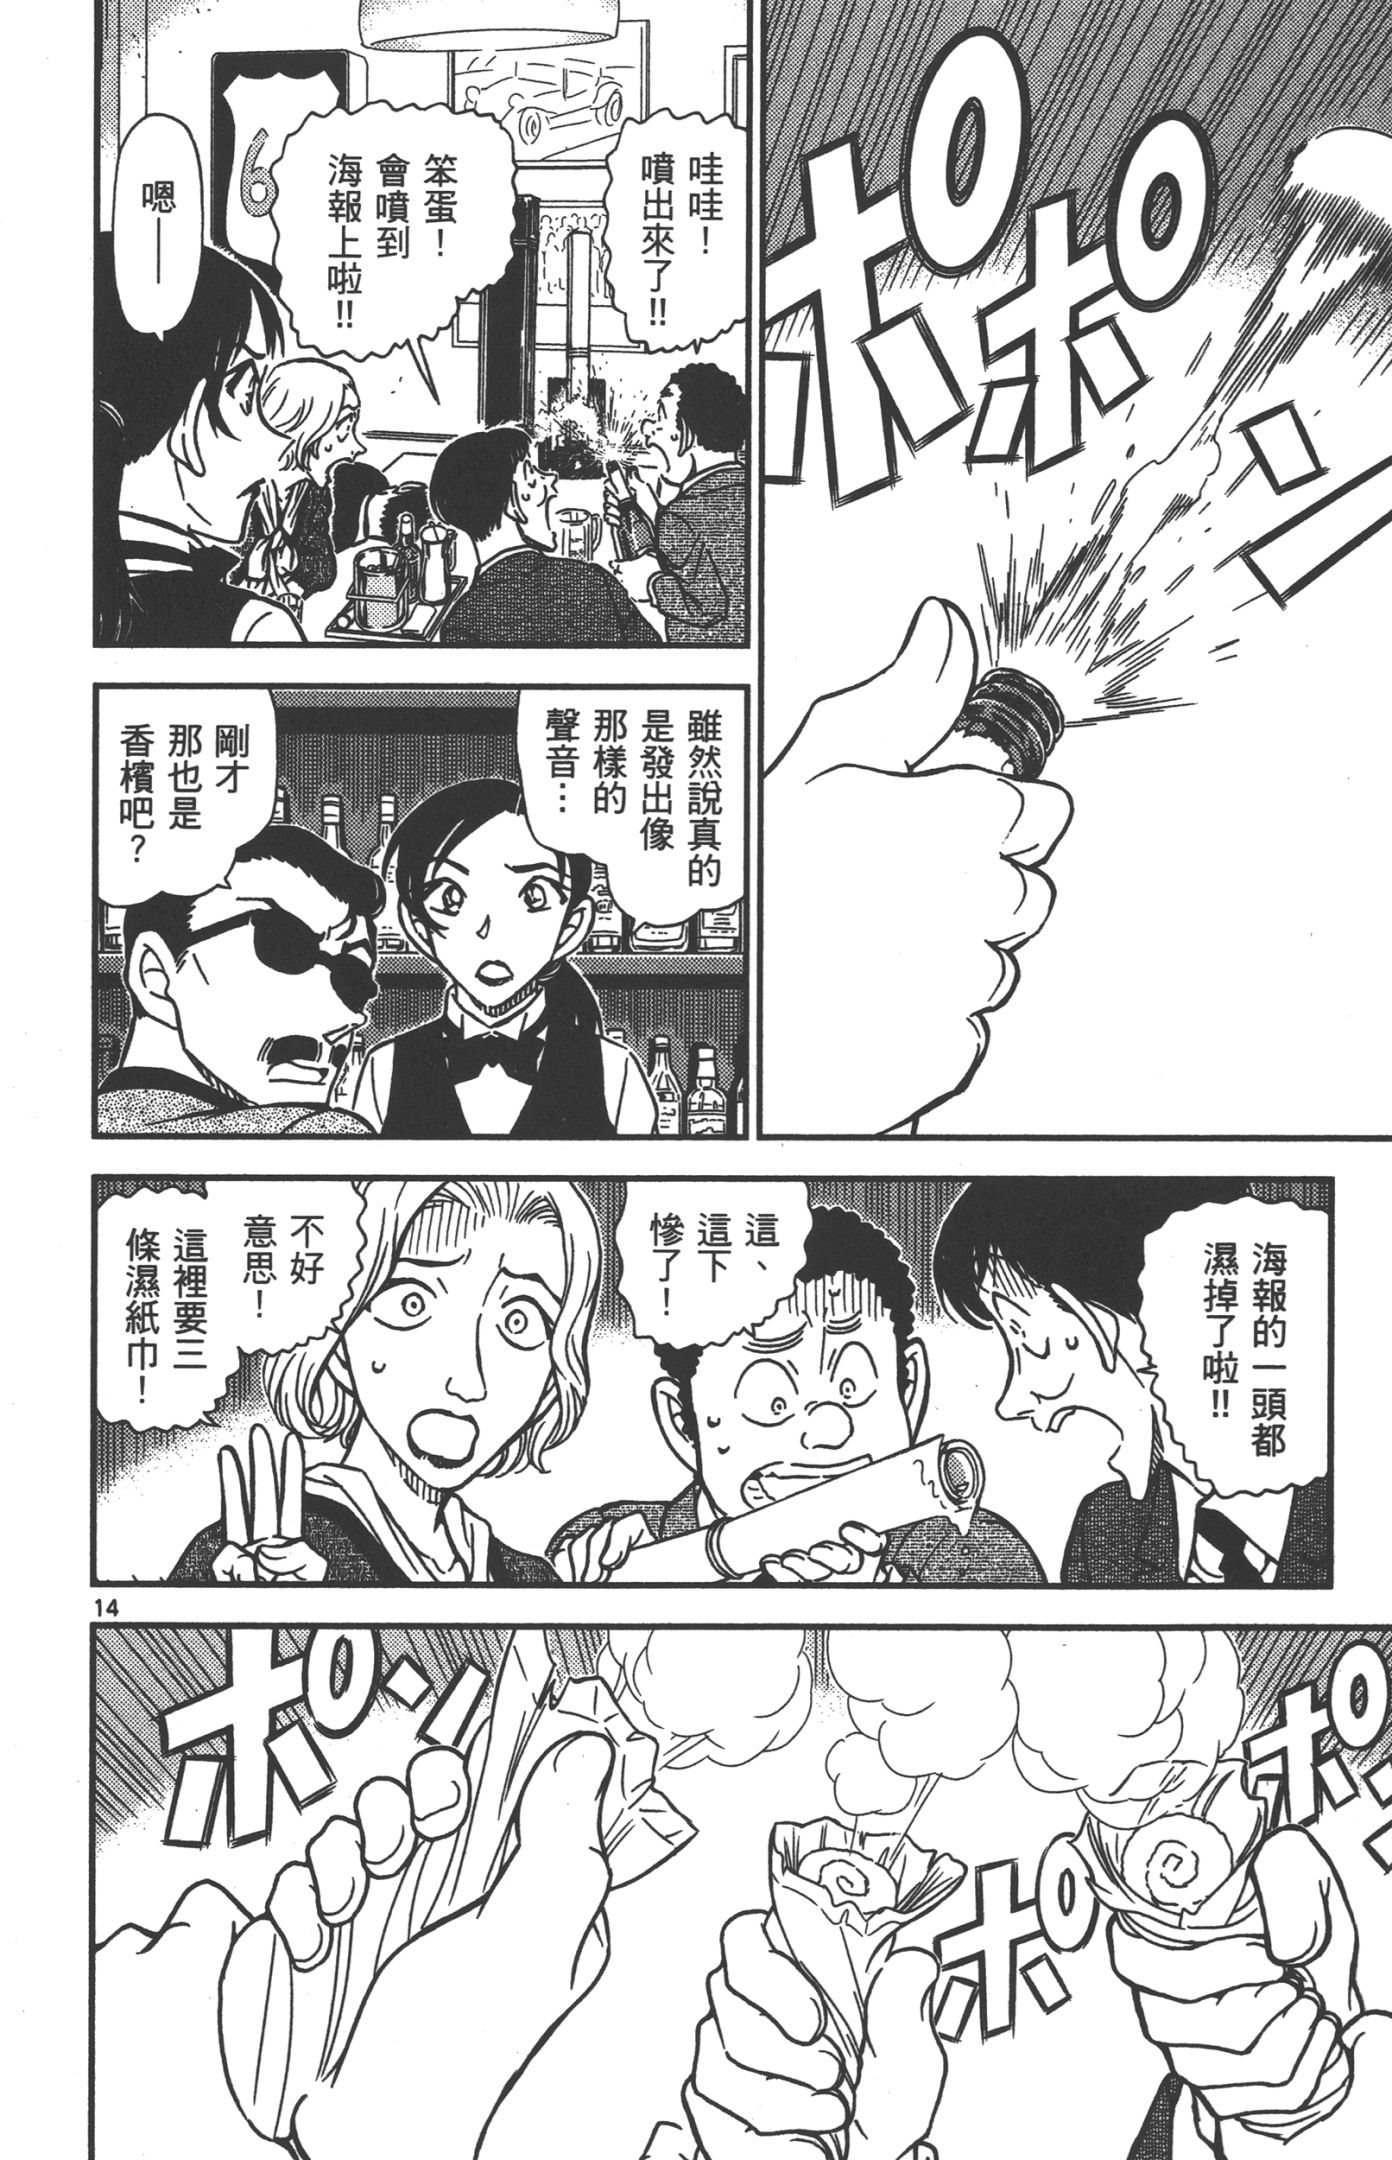 ポポン
哇哇！
噴出來了!!
笨蛋！
會噴到
海報上啦!!
嗯——
6
雖然說真的
是發出像
那樣的
聲音…
剛才
那也是
香檳吧？
海報的一頭都
濕掉了啦!!
這、
這下
慘了！
不好
意思！
這裡要三
條濕紙巾！
14
ポン
ポン
ポン